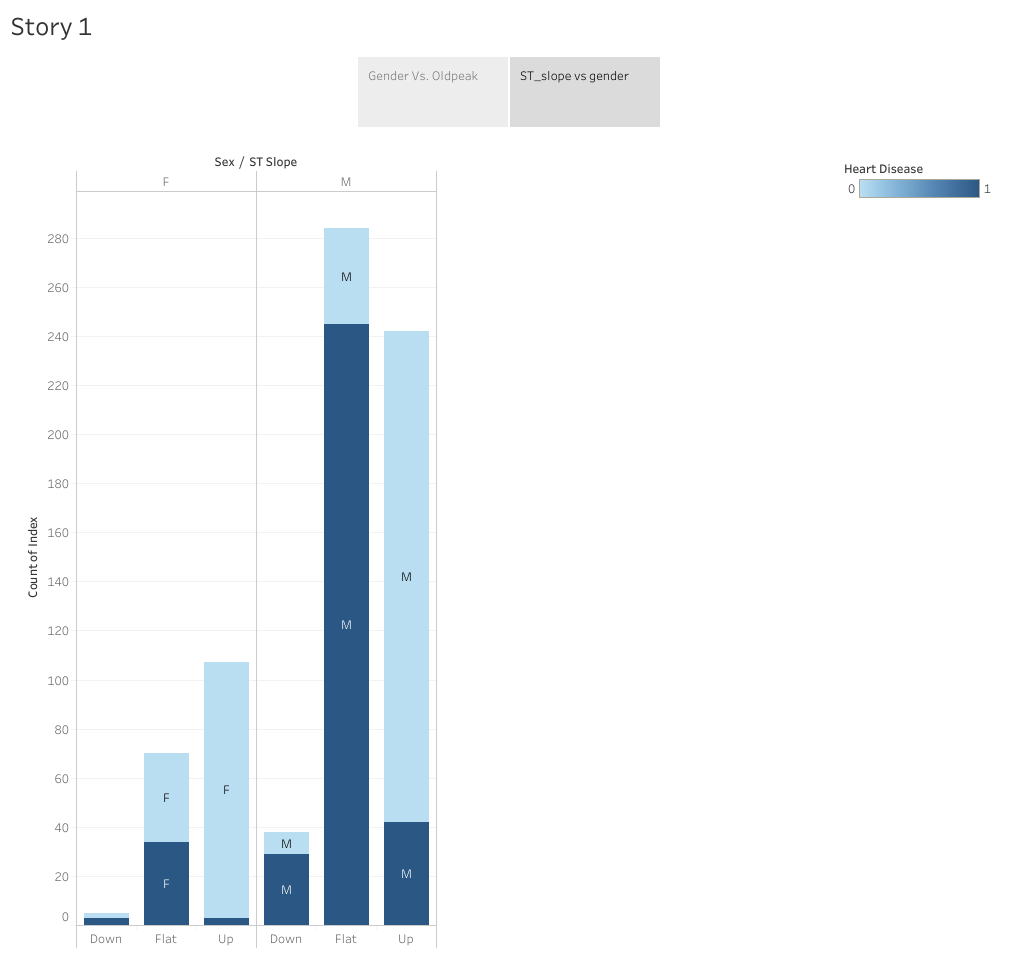 Story 1
Gender Vs. Oldpeak
ST_slope vs gender
Sex / ST Slope
F
M
Heart Disease
0
1
Count of Index
280
260
240
220
200
180
160
140
120
100
80
60
40
20
0
M
M
M
M
M
M
F
F
F
Down
Flat
Up
Down
Flat
Up